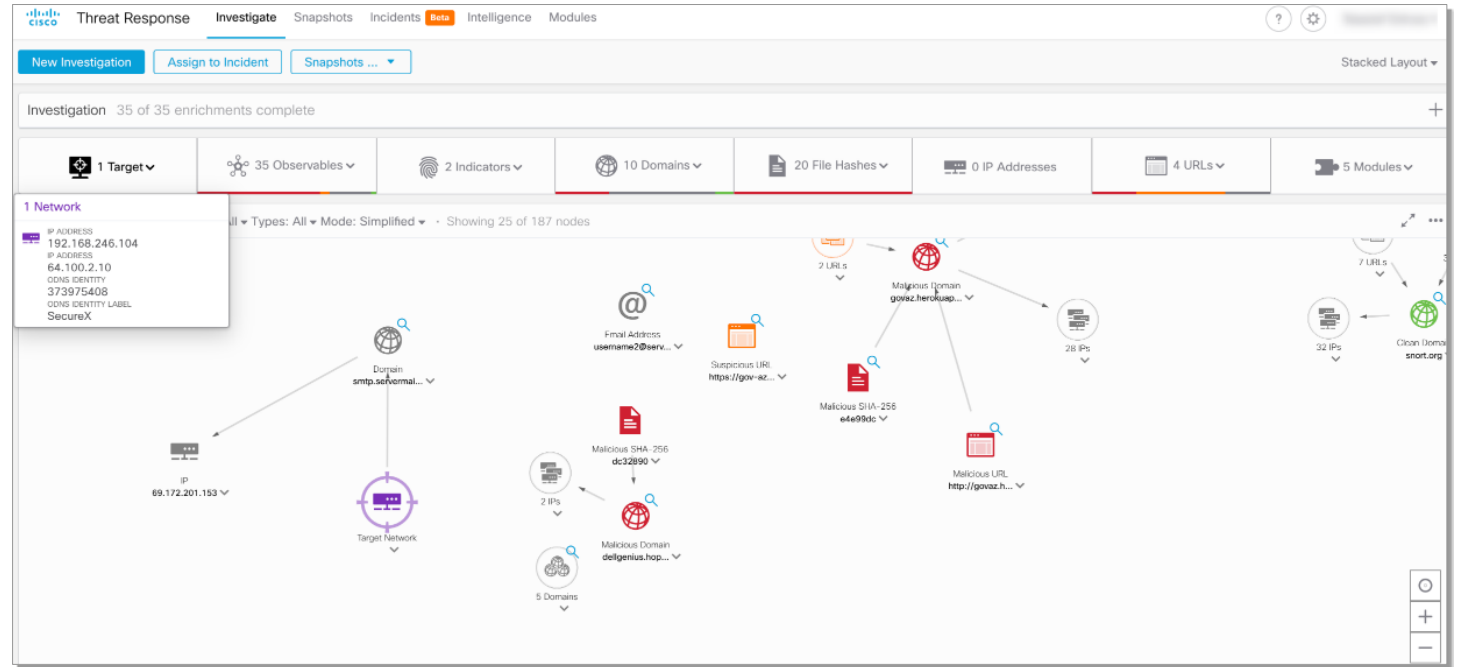 cisco Threat Response Investigate Snapshots Incidents Beta Intelligence Modules ?
New Investigation Assign to Incident Snapshots ... Stacked Layout
Investigation 35 of 35 enrichments complete
1 Target 35 Observables 2 Indicators 10 Domains 20 File Hashes 0 IP Addresses 4 URLs 5 Modules
1 Network
IP ADDRESS
192.168.246.104
IP ADDRESS
64.100.2.10
ODNS IDENTITY
373975408
ODNS IDENTITY LABEL
SecureX
Types: All Mode: Simplified · Showing 25 of 187 nodes
2 URLs
Malicious Domain
govaz.herokuap...
7 URLs
28 IPs
32 IPs
Clean Domai
snort.org
@
Email Address
username2@serv...
Suspicious URL
https://gov-az...
Domain
smtp.servermai...
Malicious SHA-256
e4e99dc
Malicious SHA-256
dc32890
Malicious URL
http://govaz.h...
IP
69.172.201.153
2 IPs
Target Network
Malicious Domain
dellgenius.hop...
5 Domains